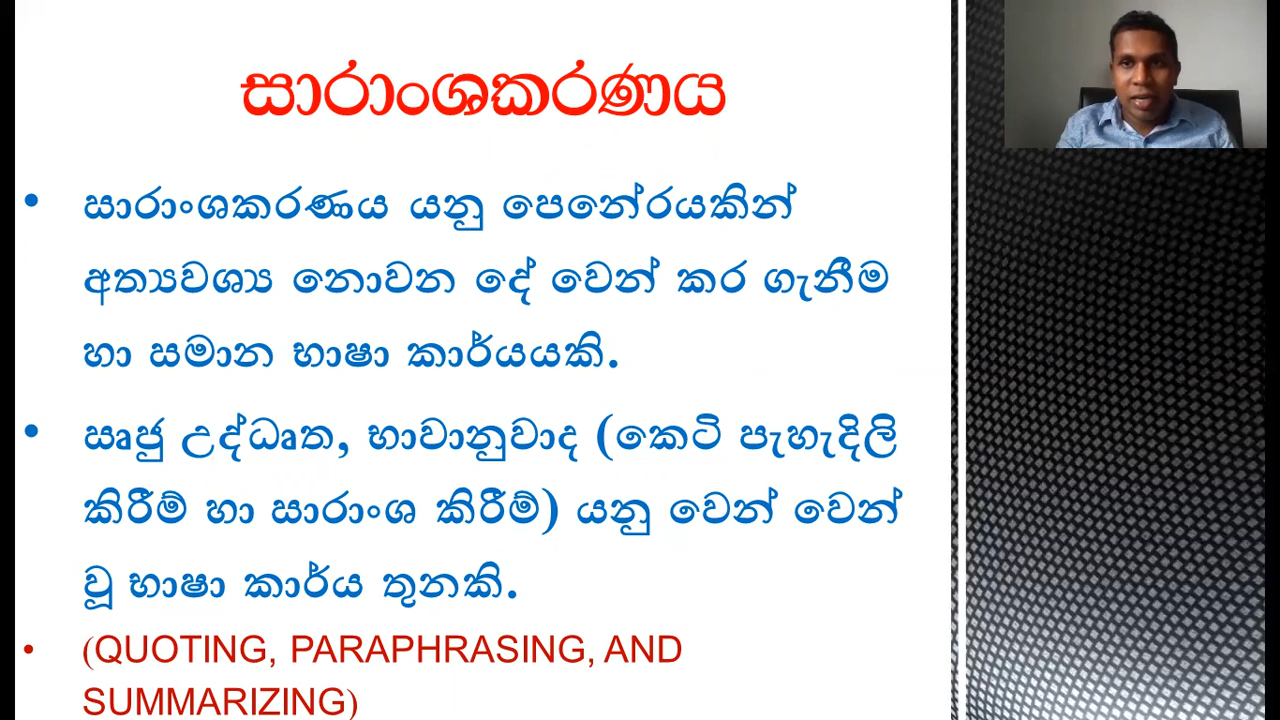 සාරාංශකරණය
• සාරාංශකරණය යනු පෙනේරයකින්
අත්‍යවශ්‍ය නොවන දේ වෙන් කර ගැනීම
හා සමාන භාෂා කාර්යයකි.
• ඍජු උද්ධෘත, භාවානුවාද (කෙටි පැහැදිලි
කිරීම් හා සාරාංශ කිරීම්) යනු වෙන් වෙන්
වූ භාෂා කාර්ය තුනකි.
• (QUOTING, PARAPHRASING, AND
SUMMARIZING)